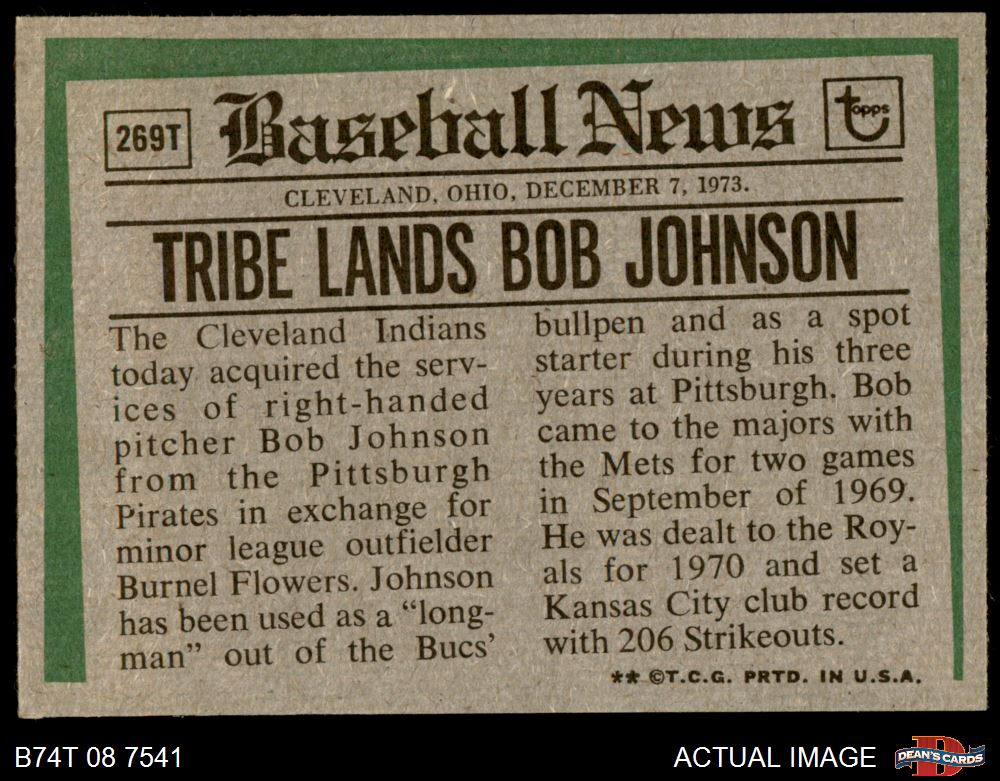 269T
Baseball News
topps
CLEVELAND, OHIO, DECEMBER 7, 1973.
TRIBE LANDS BOB JOHNSON
The Cleveland Indians
today acquired the serv-
ices of right-handed
pitcher Bob Johnson
from the Pittsburgh
Pirates in exchange for
minor league outfielder
Burnel Flowers. Johnson
has been used as a “long-
man” out of the Bucs’
bullpen and as a spot
starter during his three
years at Pittsburgh. Bob
came to the majors with
the Mets for two games
in September of 1969.
He was dealt to the Roy-
als for 1970 and set a
Kansas City club record
with 206 Strikeouts.
** ©T.C.G. PRTD. IN U.S.A.
B74T 08 7541
ACTUAL IMAGE
D
DEAN'S CARDS